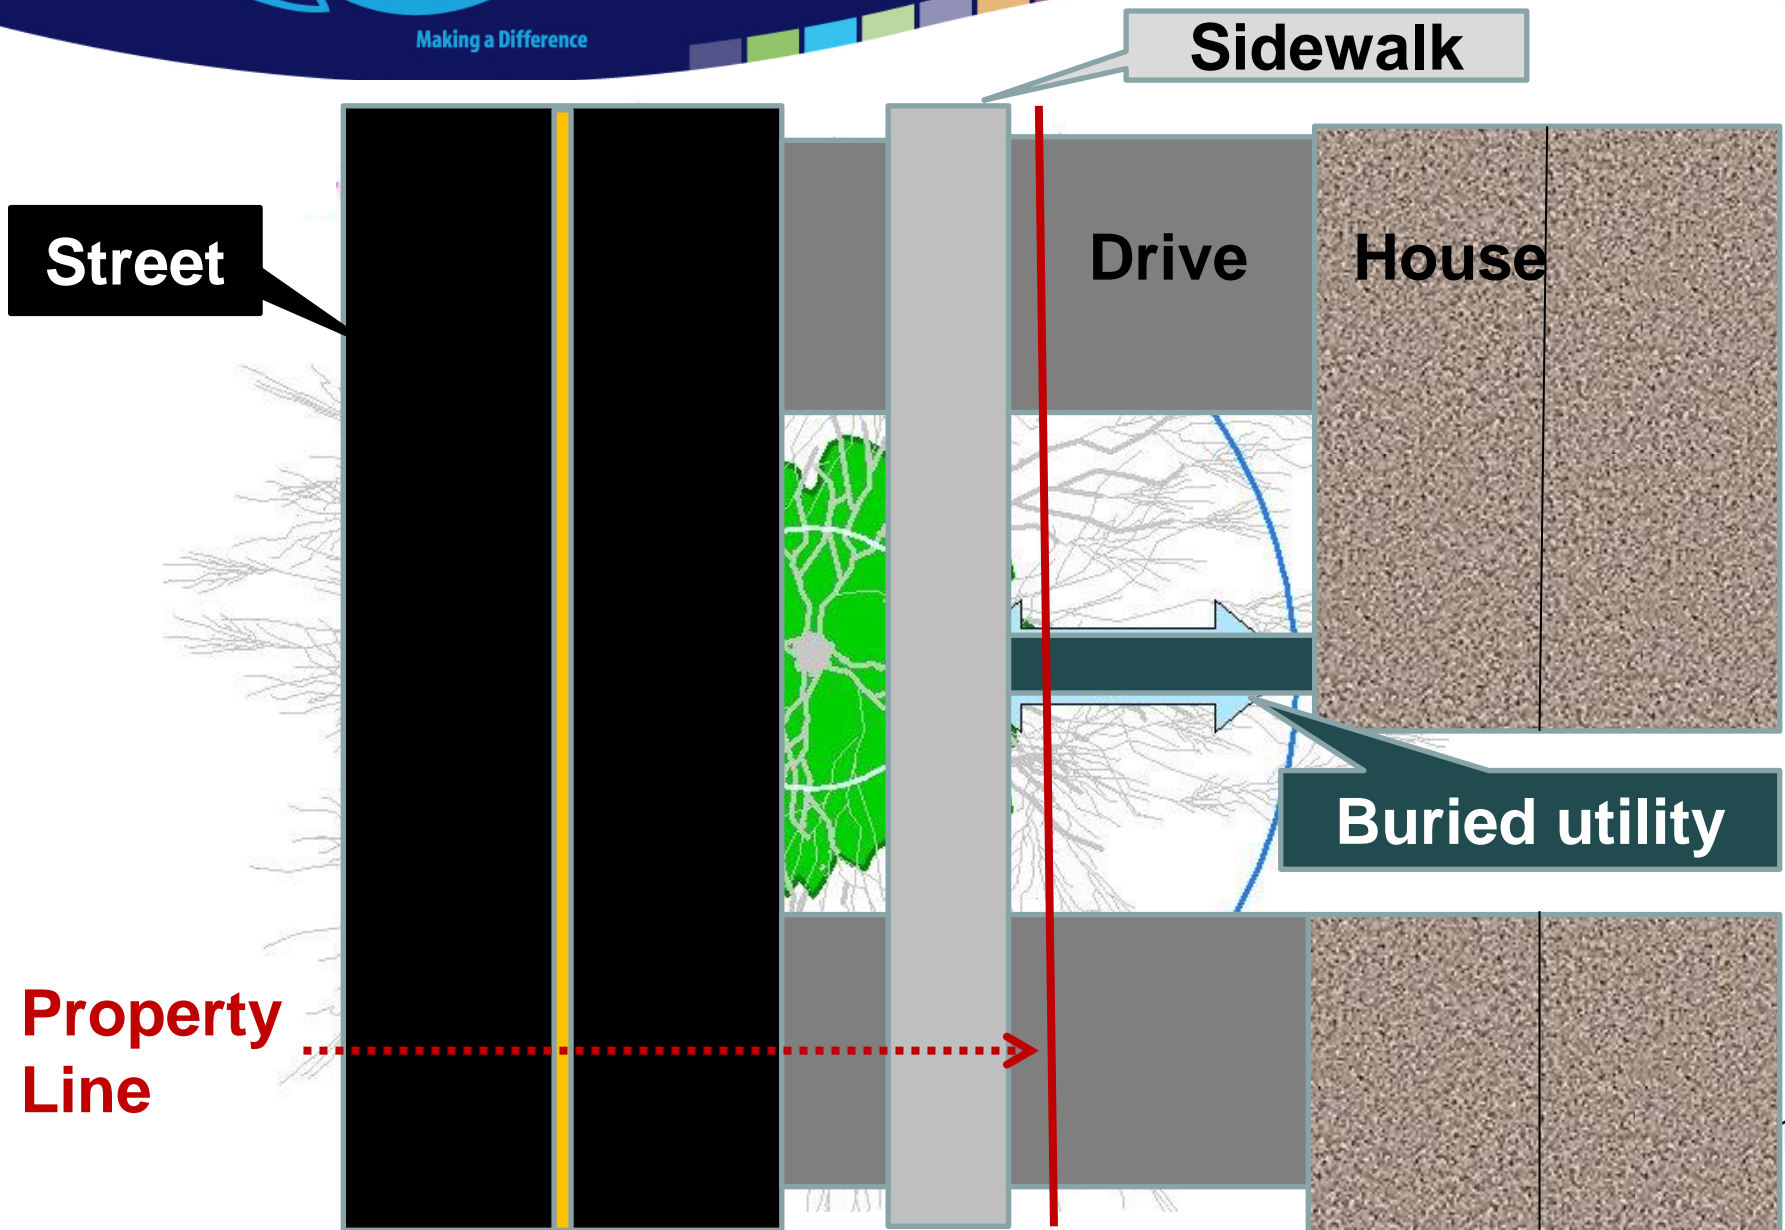 Making a Difference
Sidewalk
Street
Drive
House
Buried utility
Property
Line